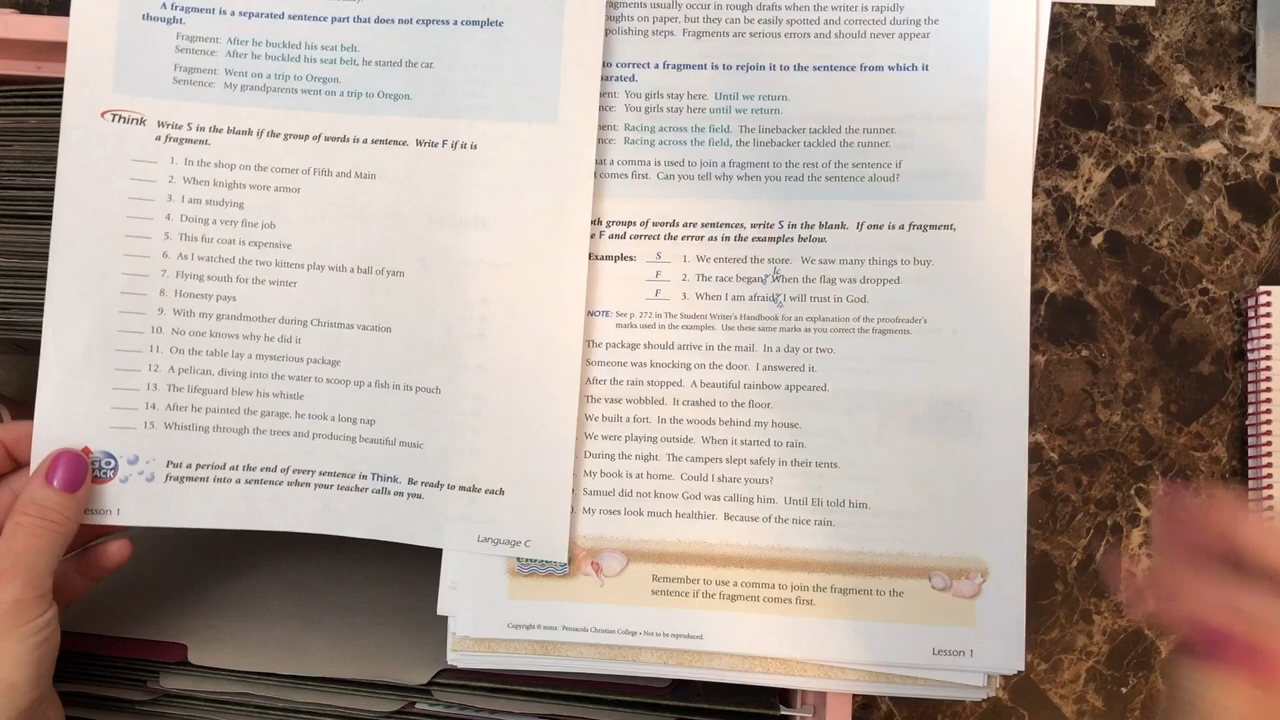 A fragment is a separated sentence part that does not express a complete
thought.
Fragment: After he buckled his seat belt.
Sentence: After he buckled his seat belt, he started the car.
Fragment: Went on a trip to Oregon.
Sentence: My grandparents went on a trip to Oregon.
Think Write S in the blank if the group of words is a sentence. Write F if it is
a fragment.
1. In the shop on the corner of Fifth and Main
2. When knights wore armor
3. I am studying
4. Doing a very fine job
5. This fur coat is expensive
6. As I watched the two kittens play with a ball of yarn
7. Flying south for the winter
8. Honesty pays
9. With my grandmother during Christmas vacation
10. No one knows why he did it
11. On the table lay a mysterious package
12. A pelican, diving into the water to scoop up a fish in its pouch
13. The lifeguard blew his whistle
14. After he painted the garage, he took a long nap
15. Whistling through the trees and producing beautiful music
Put a period at the end of every sentence in Think. Be ready to make each
fragment into a sentence when your teacher calls on you.
esson 1
Language C
ragments usually occur in rough drafts when the writer is rapidly
oughts on paper, but they can be easily spotted and corrected during the
polishing steps. Fragments are serious errors and should never appear
to correct a fragment is to rejoin it to the sentence from which it
parated.
ent: You girls stay here. Until we return.
nce: You girls stay here until we return.
ent: Racing across the field. The linebacker tackled the runner.
nce: Racing across the field, the linebacker tackled the runner.
at a comma is used to join a fragment to the rest of the sentence if
t comes first. Can you tell why when you read the sentence aloud?
th groups of words are sentences, write S in the blank. If one is a fragment,
e F and correct the error as in the examples below.
Examples: S 1. We entered the store. We saw many things to buy.
F 2. The race began. When the flag was dropped. lc
F 3. When I am afraid. I will trust in God.
NOTE: See p. 272 in The Student Writer's Handbook for an explanation of the proofreader's
marks used in the examples. Use these same marks as you correct the fragments.
The package should arrive in the mail. In a day or two.
Someone was knocking on the door. I answered it.
After the rain stopped. A beautiful rainbow appeared.
The vase wobbled. It crashed to the floor.
We built a fort. In the woods behind my house.
We were playing outside. When it started to rain.
During the night. The campers slept safely in their tents.
My book is at home. Could I share yours?
Samuel did not know God was calling him. Until Eli told him.
My roses look much healthier. Because of the nice rain.
Remember to use a comma to join the fragment to the
sentence if the fragment comes first.
Copyright © mmx Pensacola Christian College • Not to be reproduced.
Lesson 1